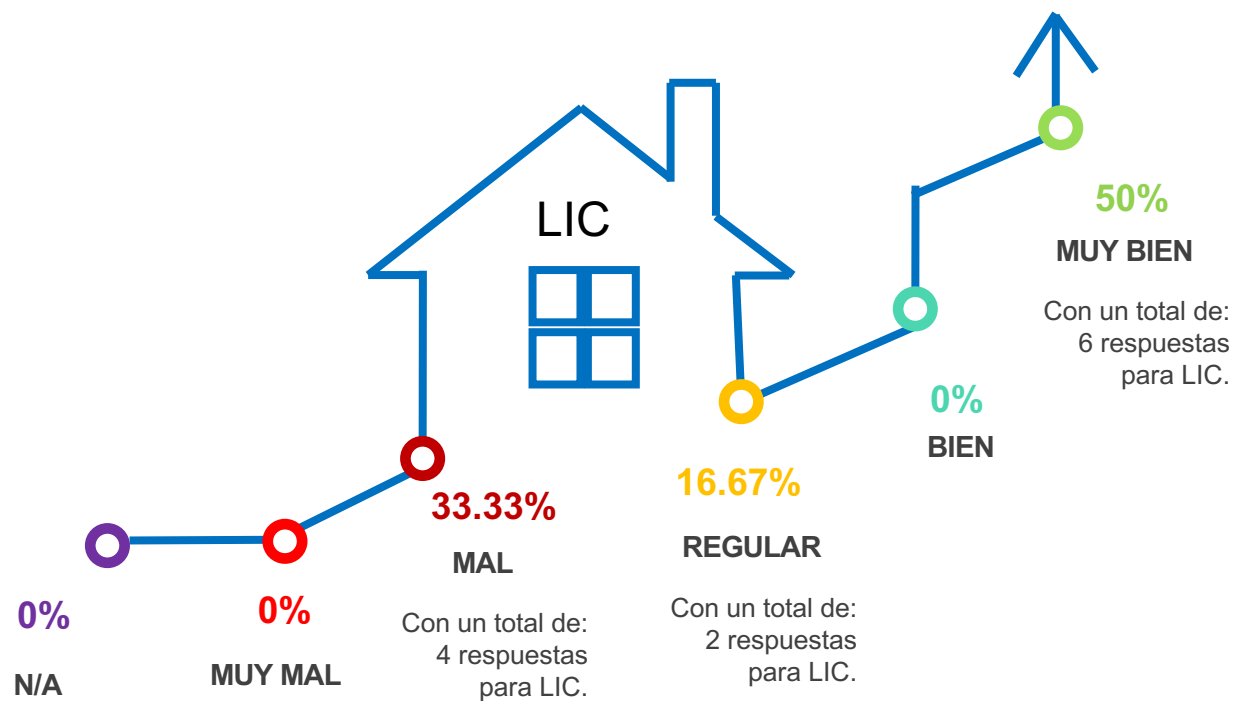 LIC
0%
N/A
0%
MUY MAL
33.33%
MAL
Con un total de:
4 respuestas
para LIC.
16.67%
REGULAR
Con un total de:
2 respuestas
para LIC.
0%
BIEN
50%
MUY BIEN
Con un total de:
6 respuestas
para LIC.